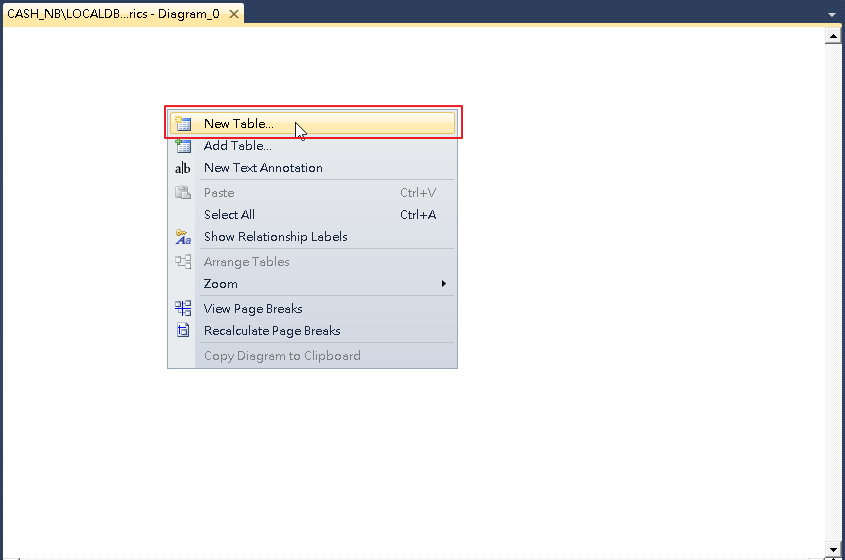 CASH_NB\LOCALDB...rics - Diagram_0
New Table...
Add Table...
New Text Annotation
Paste Ctrl+V
Select All Ctrl+A
Show Relationship Labels
Arrange Tables
Zoom
View Page Breaks
Recalculate Page Breaks
Copy Diagram to Clipboard